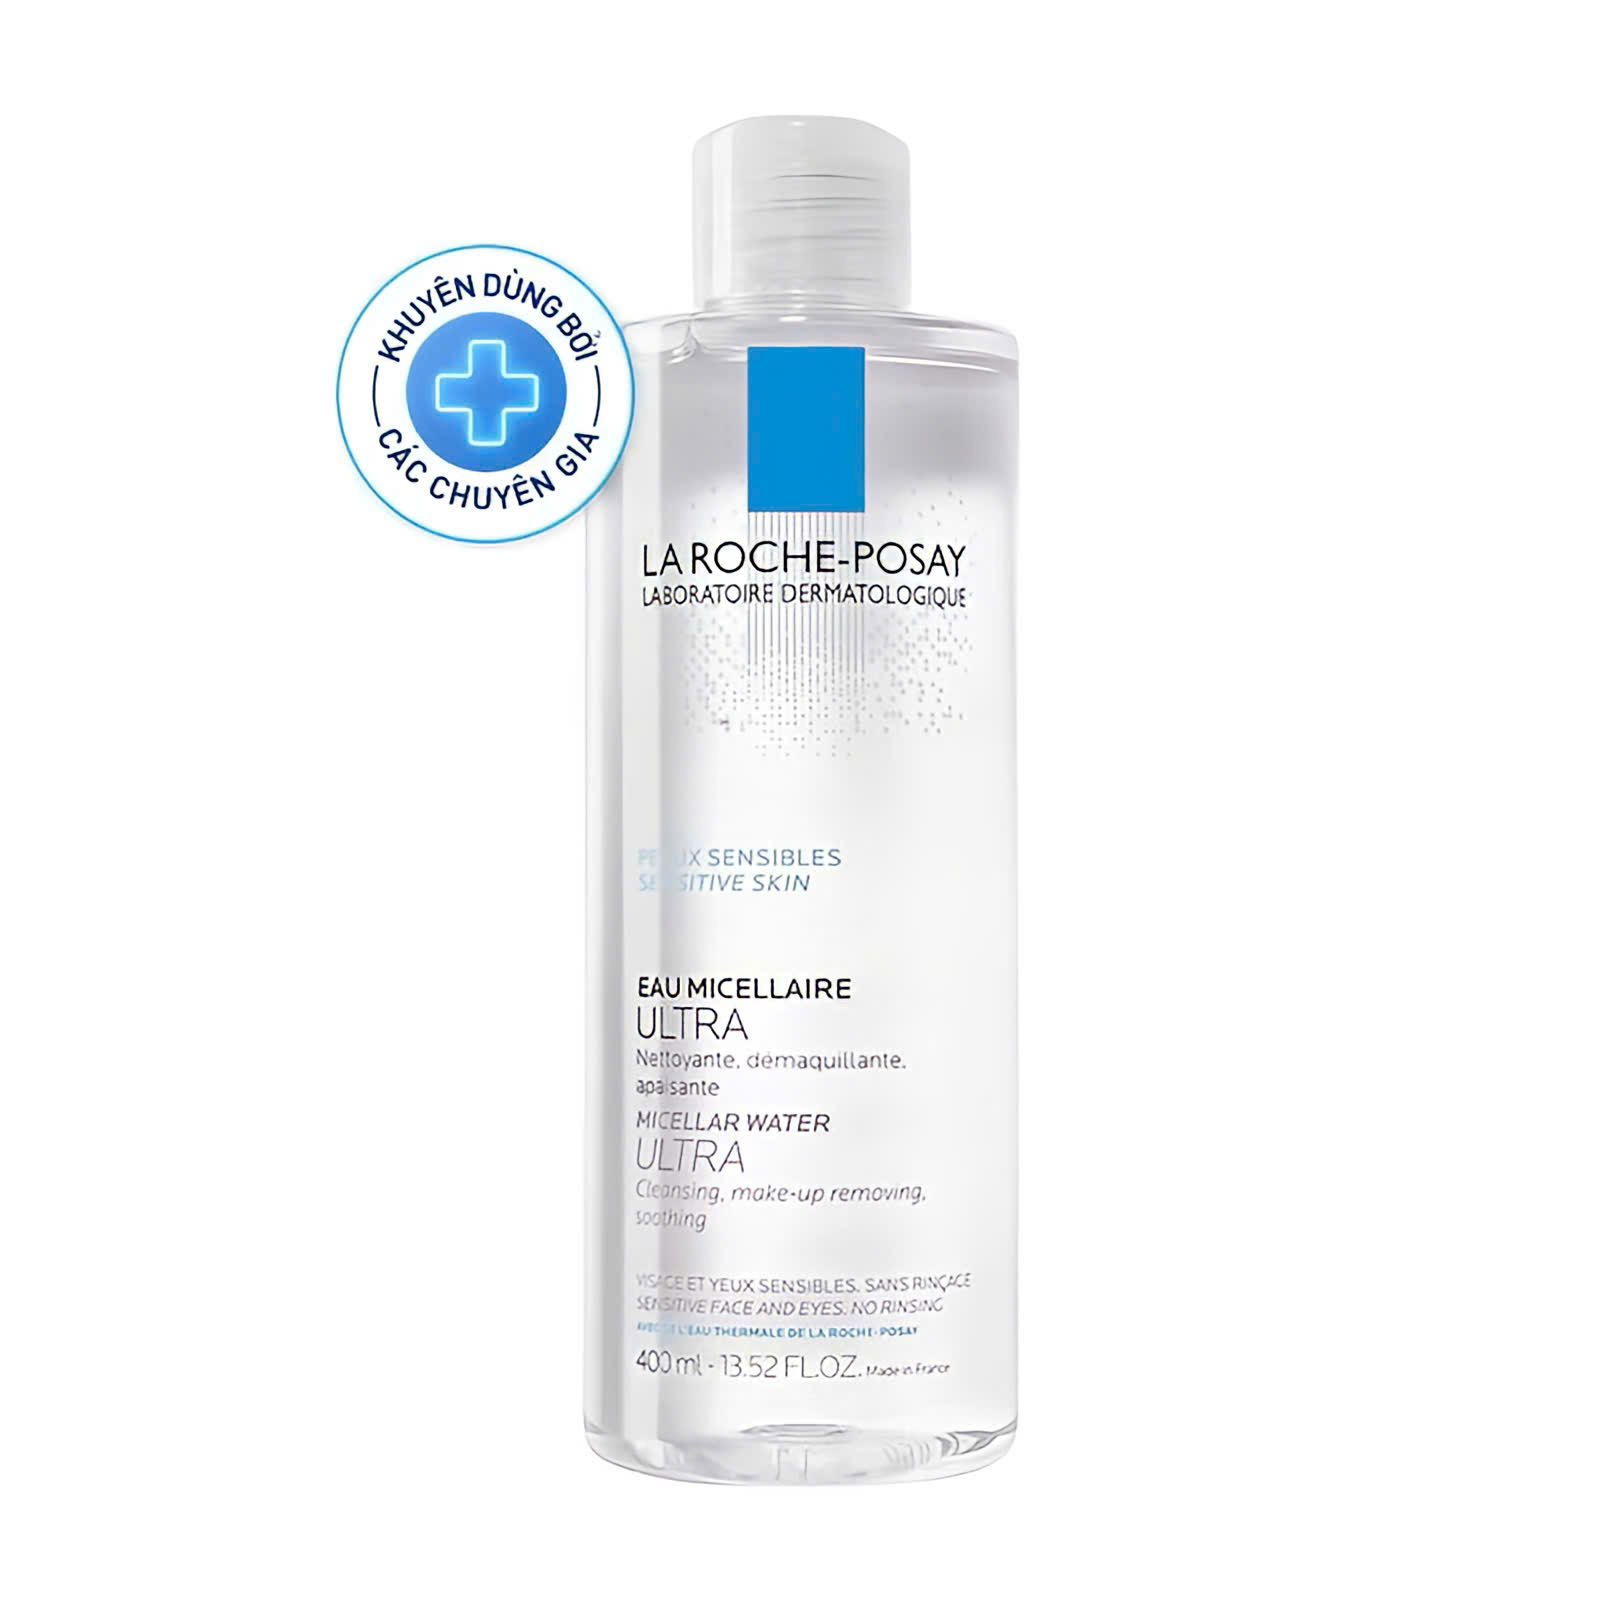 KHUYÊN DÙNG BỞI
CÁC CHUYÊN GIA
LA ROCHE-POSAY
LABORATOIRE DERMATOLOGIQUE
PEAUX SENSIBLES
SENSITIVE SKIN
EAU MICELLAIRE
ULTRA
Nettoyante, démaquillante,
apaisante
MICELLAR WATER
ULTRA
Cleansing, make-up removing,
soothing
VISAGE ET YEUX SENSIBLES. SANS RINÇAGE
SENSITIVE FACE AND EYES. NO RINSING
AVEC DE L'EAU THERMALE DE LA ROCHE-POSAY
400 ml - 13.52 FL.OZ. Made in France